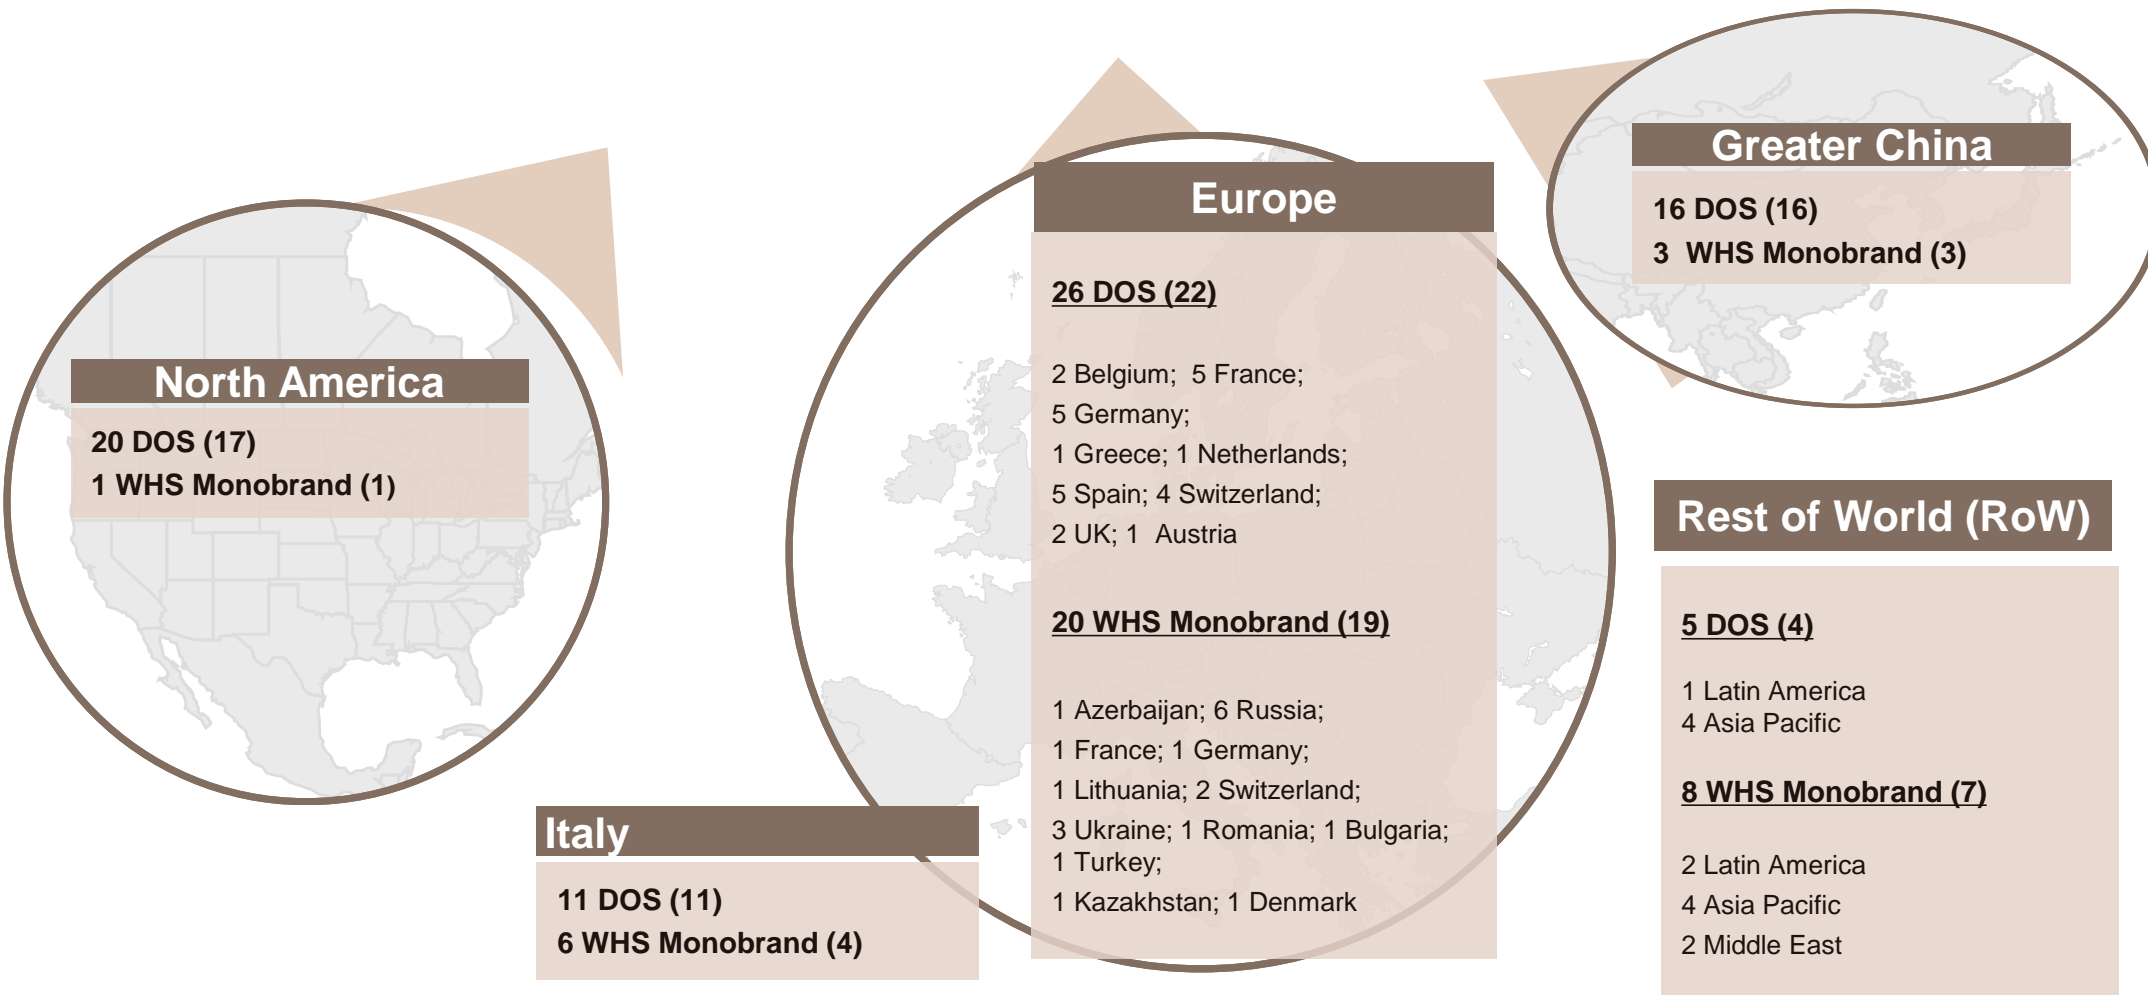 North America
20 DOS (17)
1 WHS Monobrand (1)
Italy
11 DOS (11)
6 WHS Monobrand (4)
Europe
26 DOS (22)
2 Belgium;  5 France;
5 Germany;
1 Greece; 1 Netherlands;
5 Spain; 4 Switzerland;
2 UK; 1  Austria
20 WHS Monobrand (19)
1 Azerbaijan; 6 Russia;
1 France; 1 Germany;
1 Lithuania; 2 Switzerland;
3 Ukraine; 1 Romania; 1 Bulgaria;
1 Turkey;
1 Kazakhstan; 1 Denmark
Greater China
16 DOS (16)
3  WHS Monobrand (3)
Rest of World (RoW)
5 DOS (4)
1 Latin America
4 Asia Pacific
8 WHS Monobrand (7)
2 Latin America
4 Asia Pacific
2 Middle East